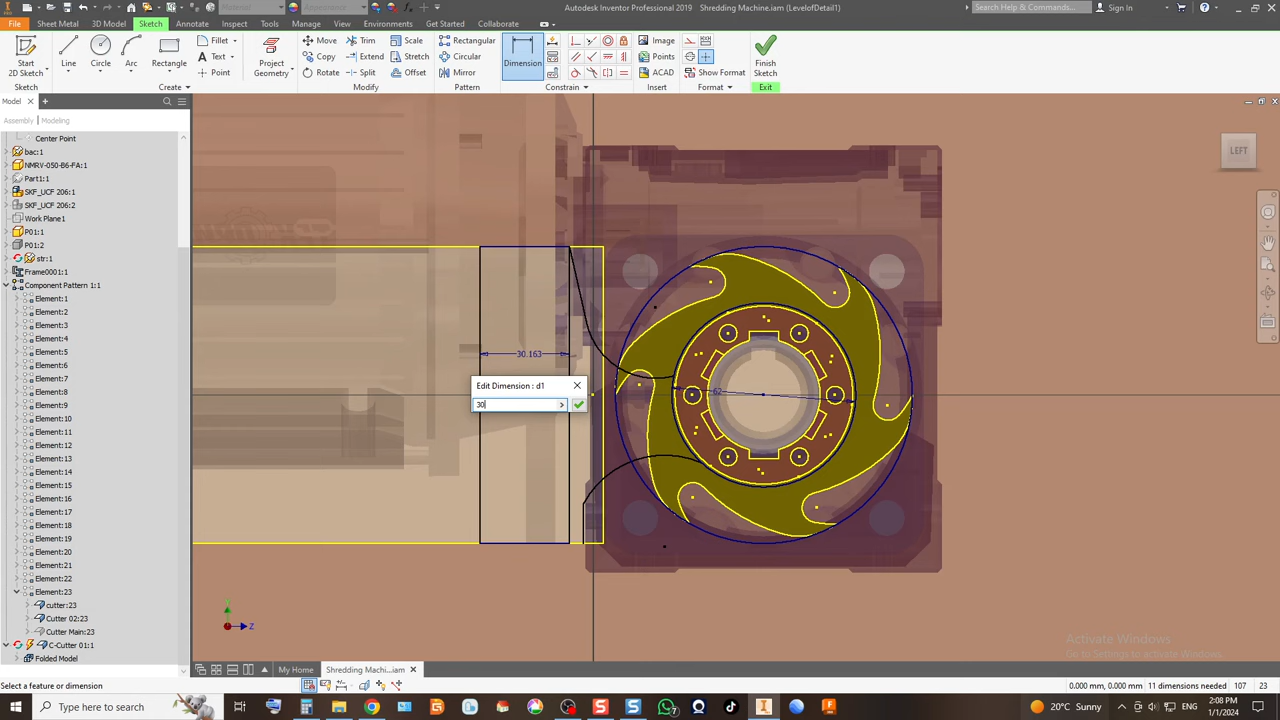 Material
Appearance
Autodesk Inventor Professional 2019 Shredding Machine.iam (LevelofDetail1)
Search Help & Commands...
Sign In
File Sheet Metal 3D Model Sketch Annotate Inspect Tools Manage View Environments Get Started Collaborate
Start
2D Sketch
Line
Circle
Arc
Rectangle
Fillet
Text
Point
Project
Geometry
Move
Copy
Rotate
Trim
Extend
Split
Scale
Stretch
Offset
Rectangular
Circular
Mirror
Dimension
Image
Points
ACAD
Show Format
Finish
Sketch
Sketch Create Modify Pattern Constrain Insert Format Exit
Model
Assembly | Modeling
Center Point
bac:1
NMRV-050-B6-FA:1
Part1:1
SKF_UCF 206:1
SKF_UCF 206:2
Work Plane1
P01:1
P01:2
str:1
Frame0001:1
Component Pattern 1:1
Element:1
Element:2
Element:3
Element:4
Element:5
Element:6
Element:7
Element:8
Element:9
Element:10
Element:11
Element:12
Element:13
Element:14
Element:15
Element:16
Element:17
Element:18
Element:19
Element:20
Element:21
Element:22
Element:23
cutter:23
Cutter 02:23
Cutter Main:23
C-Cutter 01:1
Folded Model
LEFT
30.163
62
Edit Dimension : d1
30
Y
Z
Activate Windows
Go to Settings to activate Windows.
My Home
Shredding Machi...iam
Select a feature or dimension
0.000 mm, 0.000 mm 11 dimensions needed 107 23
Type here to search
7
20°C Sunny
ENG
2:08 PM
1/1/2024